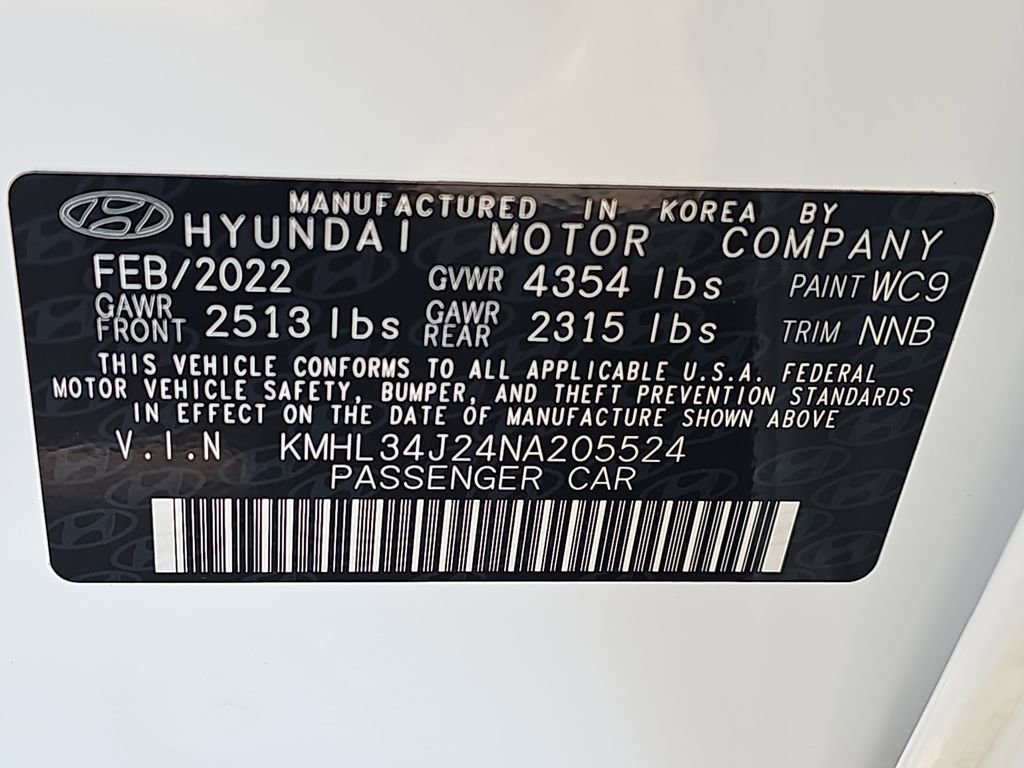 MANUFACTURED IN KOREA BY
HYUNDAI MOTOR COMPANY
FEB/2022 GVWR 4354 lbs PAINT WC9
GAWR FRONT 2513 lbs GAWR REAR 2315 lbs TRIM NNB
THIS VEHICLE CONFORMS TO ALL APPLICABLE U.S.A. FEDERAL
MOTOR VEHICLE SAFETY, BUMPER, AND THEFT PREVENTION STANDARDS
IN EFFECT ON THE DATE OF MANUFACTURE SHOWN ABOVE
V.I.N KMHL34J24NA205524
PASSENGER CAR